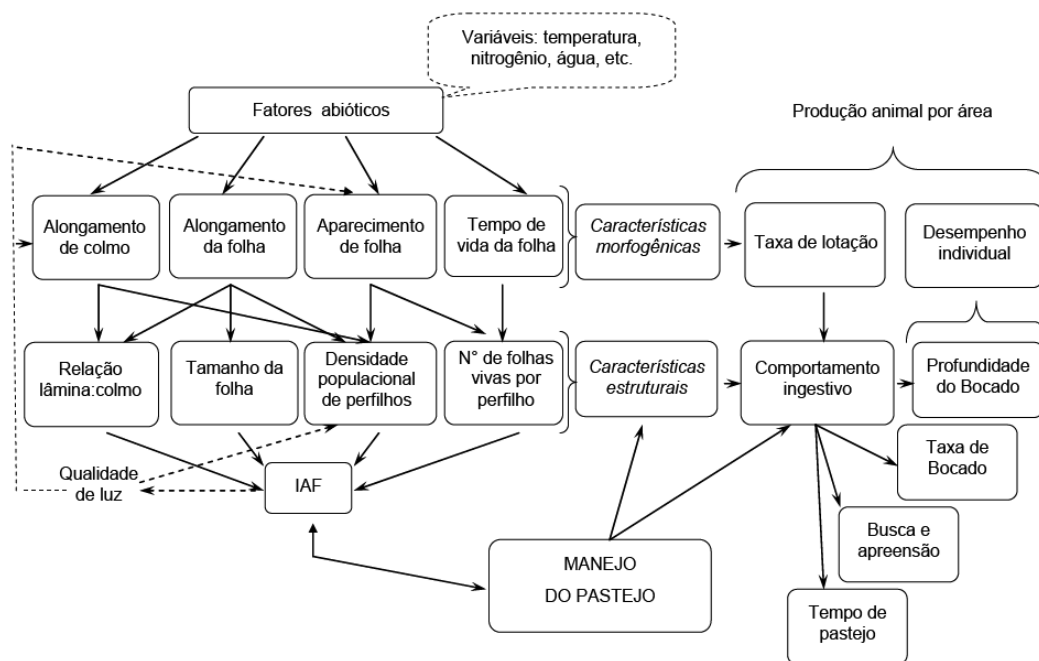 Variáveis: temperatura,
nitrogênio, água, etc.
Fatores abióticos
Produção animal por área
Alongamento
de colmo
Alongamento
da folha
Aparecimento
de folha
Tempo de
vida da folha
Características
morfogênicas
Taxa de lotação
Desempenho
individual
Relação
lâmina:colmo
Tamanho da
folha
Densidade
populacional
de perfilhos
N° de folhas
vivas por
perfilho
Características
estruturais
Comportamento
ingestivo
Profundidade
do Bocado
Qualidade
de luz
IAF
Taxa de
Bocado
Busca e
apreensão
MANEJO
DO PASTEJO
Tempo de
pastejo